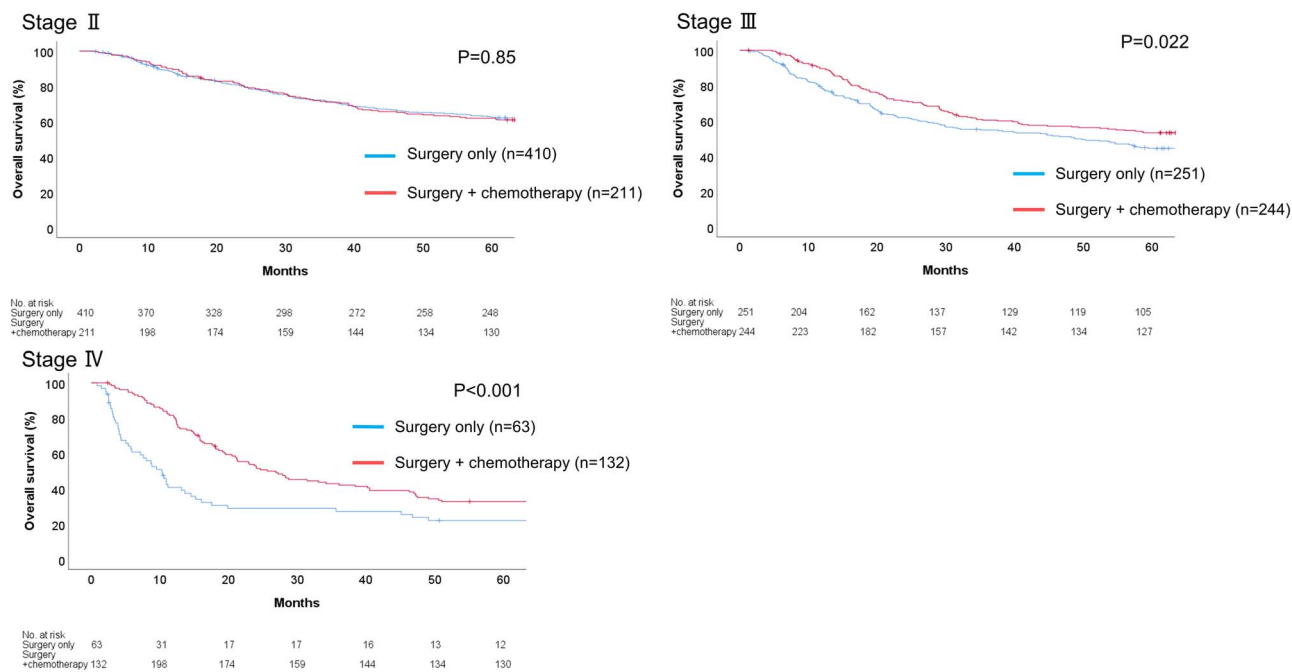 Stage Ⅱ
P=0.85
Overall survival (%)
100
80
60
40
20
0
Surgery only (n=410)
Surgery + chemotherapy (n=211)
0 10 20 30 40 50 60
Months
No. at risk
Surgery only 410 370 328 298 272 258 248
Surgery
+chemotherapy 211 198 174 159 144 134 130
Stage Ⅲ
P=0.022
Overall survival (%)
100
80
60
40
20
0
Surgery only (n=251)
Surgery + chemotherapy (n=244)
0 10 20 30 40 50 60
Months
No. at risk
Surgery only 251 204 162 137 129 119 105
Surgery
+chemotherapy 244 223 182 157 142 134 127
Stage Ⅳ
P<0.001
Overall survival (%)
100
80
60
40
20
0
Surgery only (n=63)
Surgery + chemotherapy (n=132)
0 10 20 30 40 50 60
Months
No. at risk
Surgery only 63 31 17 17 16 13 12
Surgery
+chemotherapy 132 198 174 159 144 134 130